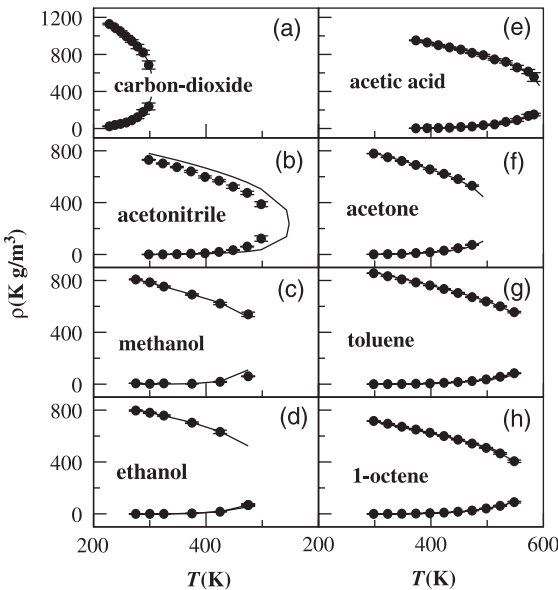 1200
800
400
0
(a)
carbon-dioxide
(e)
acetic acid
800
400
0
(b)
acetonitrile
(f)
acetone
800
400
0
(c)
methanol
(g)
toluene
800
400
0
(d)
ethanol
(h)
1-octene
ρ(K g/m³)
200 400 200 400 600
T(K) T(K)